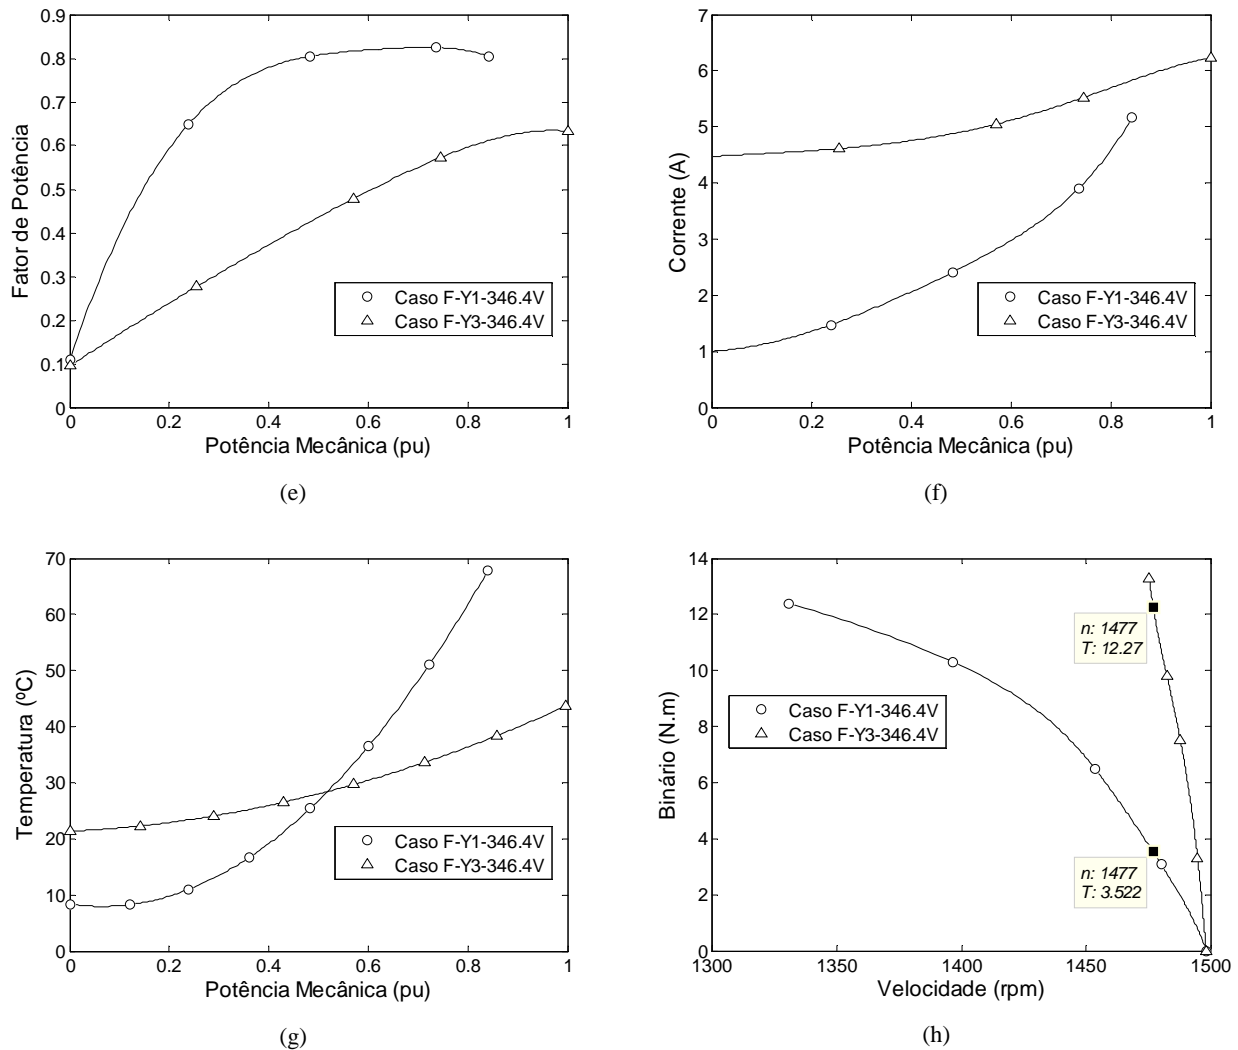 0.9
0.8
0.7
0.6
0.5
0.4
0.3
0.2
0.1
0
Fator de Potência
0 0.2 0.4 0.6 0.8 1
Potência Mecânica (pu)
Caso F-Y1-346.4V
Caso F-Y3-346.4V
(e)
7
6
5
4
3
2
1
0
Corrente (A)
0 0.2 0.4 0.6 0.8 1
Potência Mecânica (pu)
Caso F-Y1-346.4V
Caso F-Y3-346.4V
(f)
70
60
50
40
30
20
10
0
Temperatura (ºC)
0 0.2 0.4 0.6 0.8 1
Potência Mecânica (pu)
Caso F-Y1-346.4V
Caso F-Y3-346.4V
(g)
14
12
10
8
6
4
2
0
Binário (N.m)
1300 1350 1400 1450 1500
Velocidade (rpm)
n: 1477
T: 12.27
Caso F-Y1-346.4V
Caso F-Y3-346.4V
n: 1477
T: 3.522
(h)